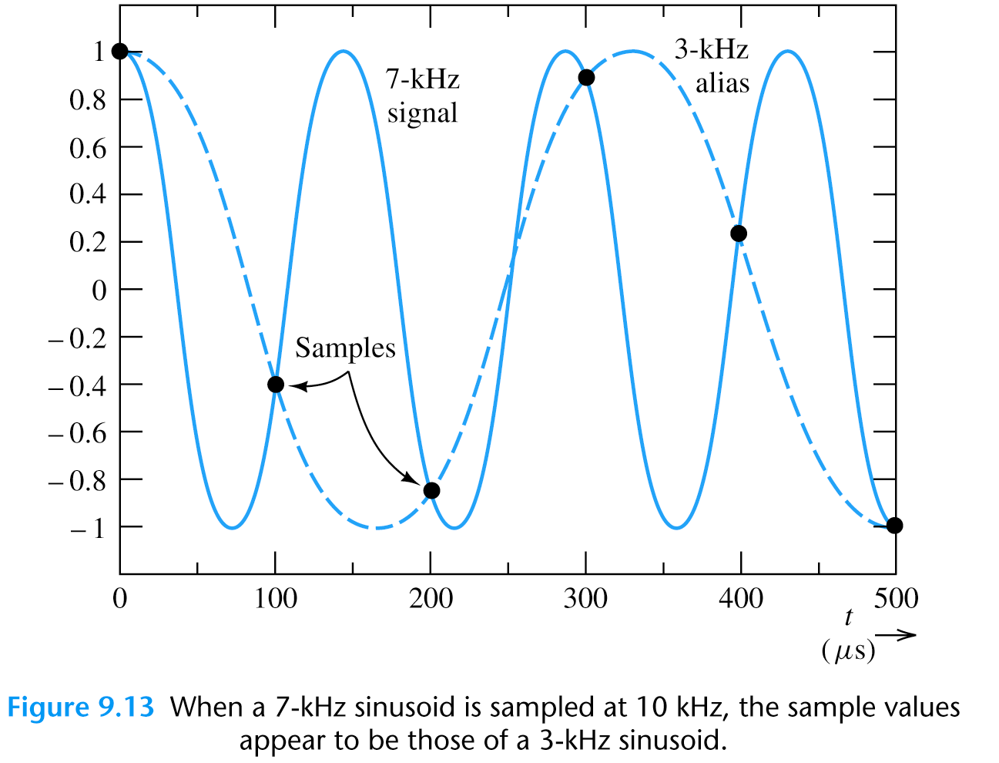 1
0.8
0.6
0.4
0.2
0
−0.2
−0.4
−0.6
−0.8
−1
7-kHz
signal
3-kHz
alias
Samples
0 100 200 300 400 500
t
(μs)
Figure 9.13 When a 7-kHz sinusoid is sampled at 10 kHz, the sample values
appear to be those of a 3-kHz sinusoid.